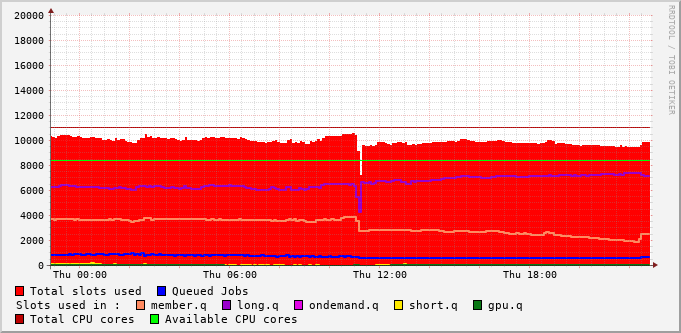 RRDTOOL / TOBI OETIKER
20000
18000
16000
14000
12000
10000
8000
6000
4000
2000
0
Thu 00:00 Thu 06:00 Thu 12:00 Thu 18:00
Total slots used Queued Jobs
Slots used in : member.q long.q ondemand.q short.q gpu.q
Total CPU cores Available CPU cores